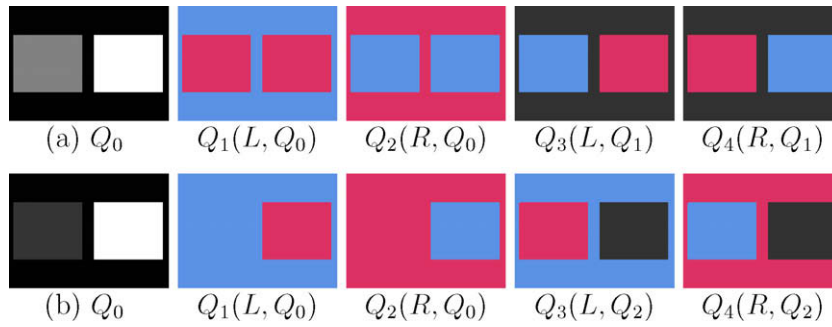 (a) Q₀ Q₁(L, Q₀) Q₂(R, Q₀) Q₃(L, Q₁) Q₄(R, Q₁)
(b) Q₀ Q₁(L, Q₀) Q₂(R, Q₀) Q₃(L, Q₂) Q₄(R, Q₂)